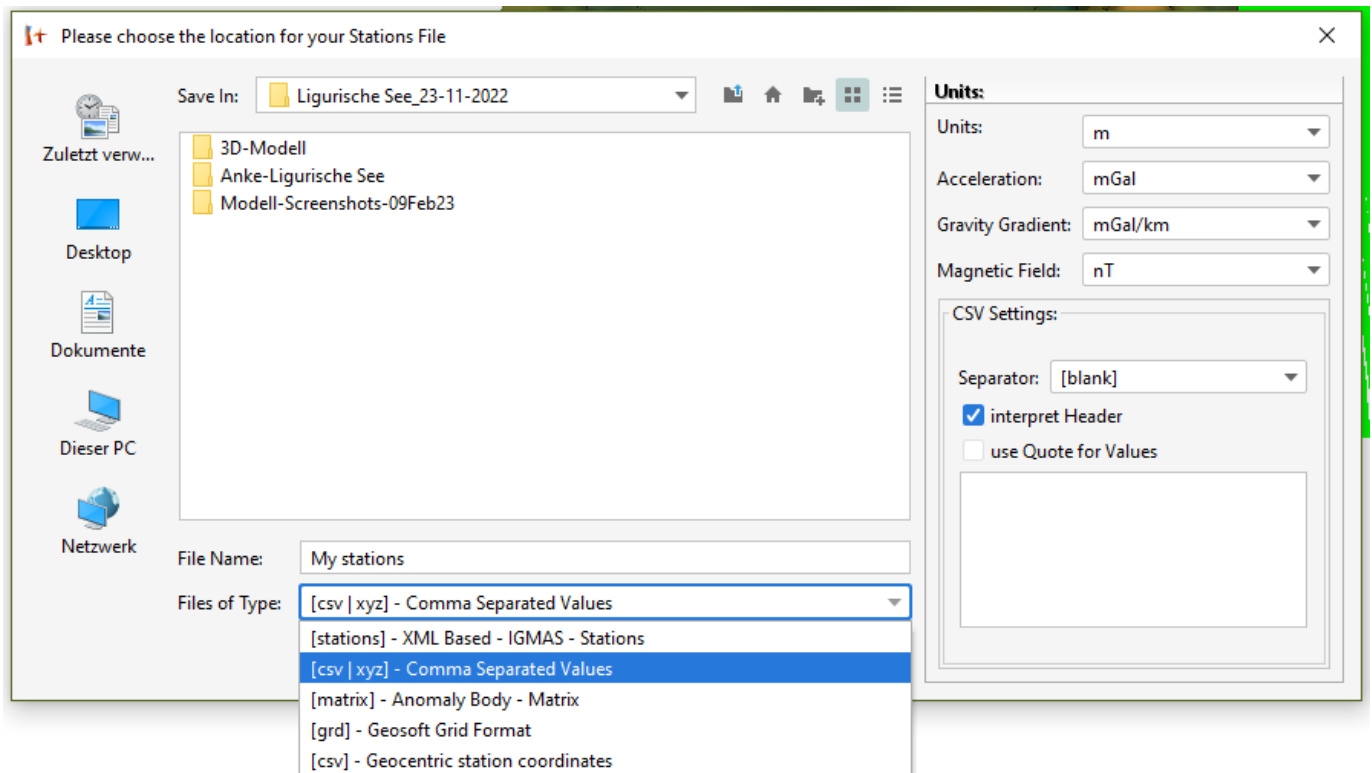 Please choose the location for your Stations File
Save In:
Ligurische See_23-11-2022
Zuletzt verw...
Desktop
Dokumente
Dieser PC
Netzwerk
3D-Modell
Anke-Ligurische See
Modell-Screenshots-09Feb23
File Name:
My stations
Files of Type:
[csv | xyz] - Comma Separated Values
[stations] - XML Based - IGMAS - Stations
[csv | xyz] - Comma Separated Values
[matrix] - Anomaly Body - Matrix
[grd] - Geosoft Grid Format
[csv] - Geocentric station coordinates
Units:
Units:
m
Acceleration:
mGal
Gravity Gradient:
mGal/km
Magnetic Field:
nT
CSV Settings:
Separator:
[blank]
interpret Header
use Quote for Values